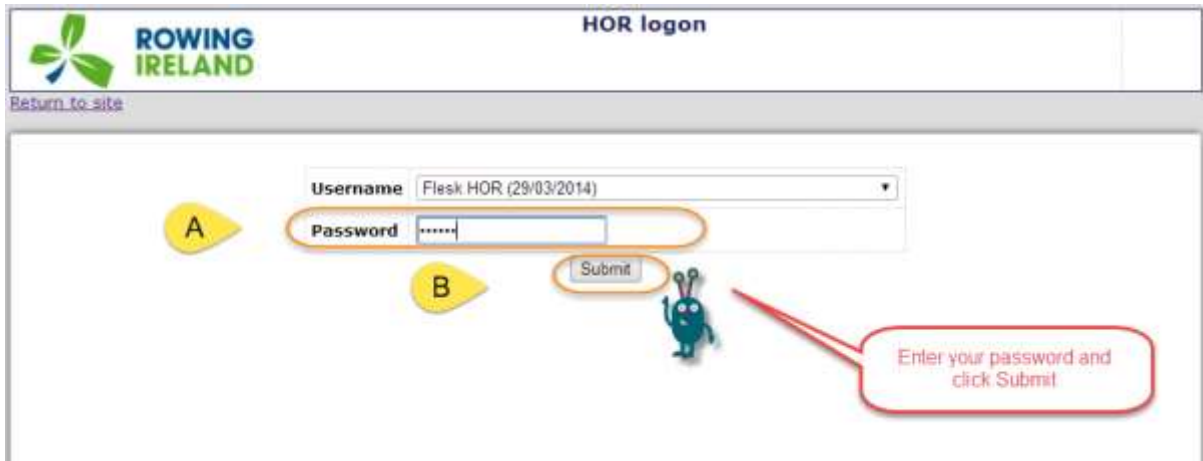 HOR logon
ROWING
IRELAND
Return to site
Username Flesk HOR (29/03/2014)
A
Password ······
Submit
B
Enter your password and
click Submit